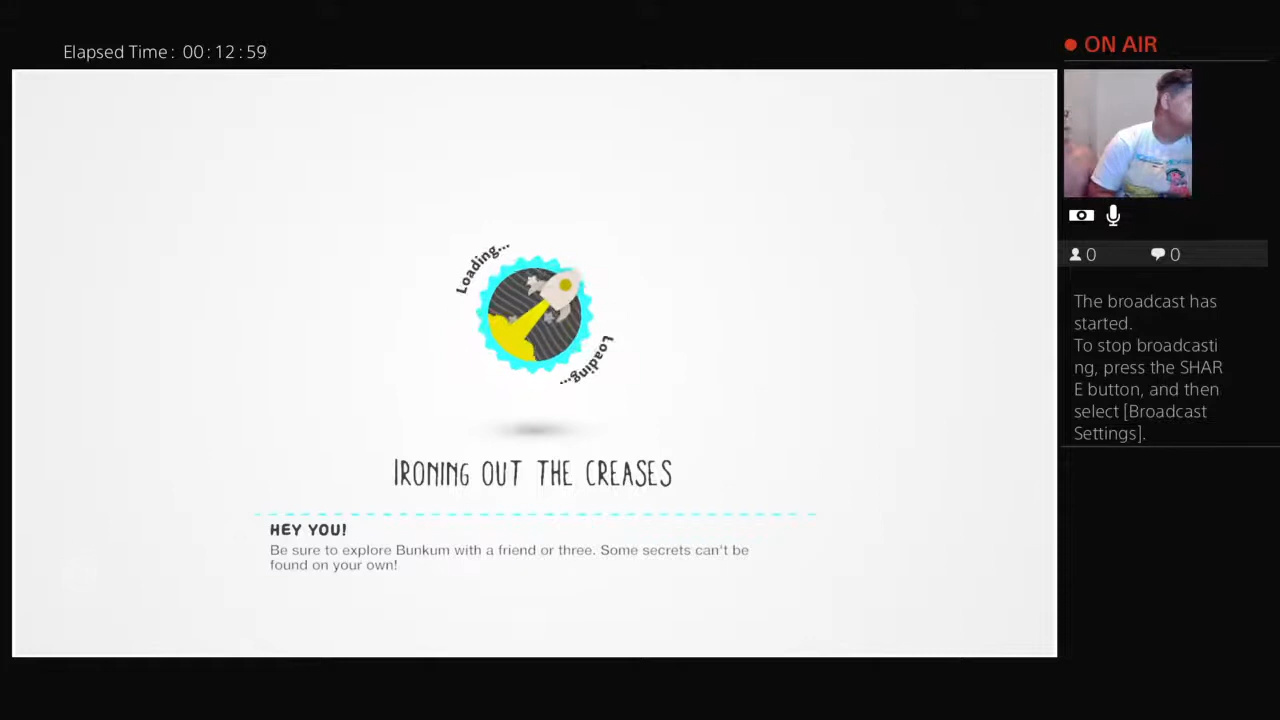 Elapsed Time: 00:12:59
ON AIR
0
0
The broadcast has
started.
To stop broadcasti
ng, press the SHAR
E button, and then
select [Broadcast
Settings].
Loading...
Loading...
IRONING OUT THE CREASES
HEY YOU!
Be sure to explore Bunkum with a friend or three. Some secrets can't be
found on your own!